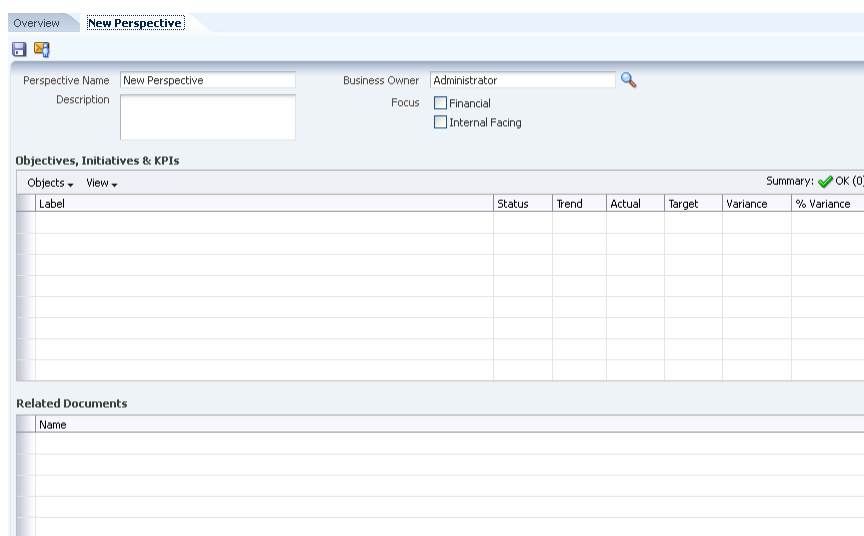 Overview New Perspective
Perspective Name New Perspective Business Owner Administrator
Description Focus Financial
Internal Facing
Objectives, Initiatives & KPIs
Objects View Summary: OK (0)
Label Status Trend Actual Target Variance % Variance
Related Documents
Name